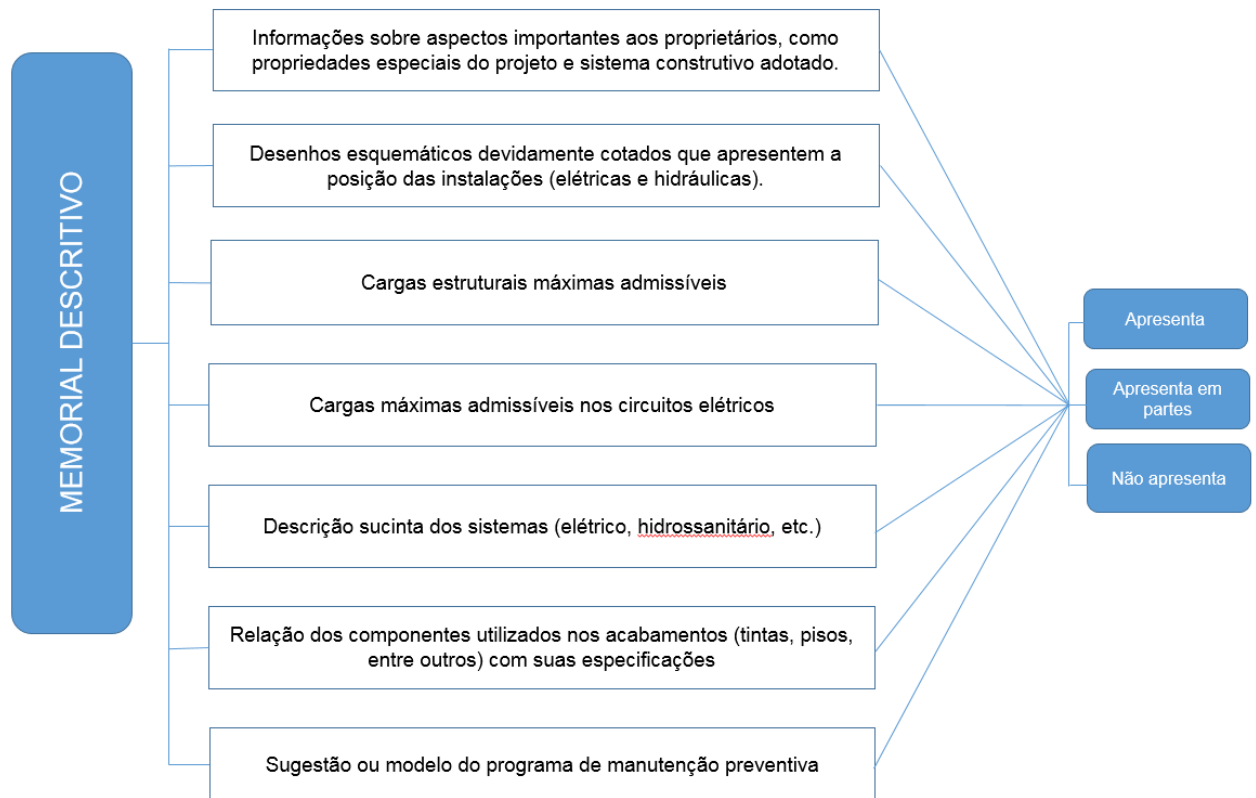 MEMORIAL DESCRITIVO
Informações sobre aspectos importantes aos proprietários, como
propriedades especiais do projeto e sistema construtivo adotado.
Desenhos esquemáticos devidamente cotados que apresentem a
posição das instalações (elétricas e hidráulicas).
Cargas estruturais máximas admissíveis
Cargas máximas admissíveis nos circuitos elétricos
Descrição sucinta dos sistemas (elétrico, hidrossanitário, etc.)
Relação dos componentes utilizados nos acabamentos (tintas, pisos,
entre outros) com suas especificações
Sugestão ou modelo do programa de manutenção preventiva
Apresenta
Apresenta em
partes
Não apresenta